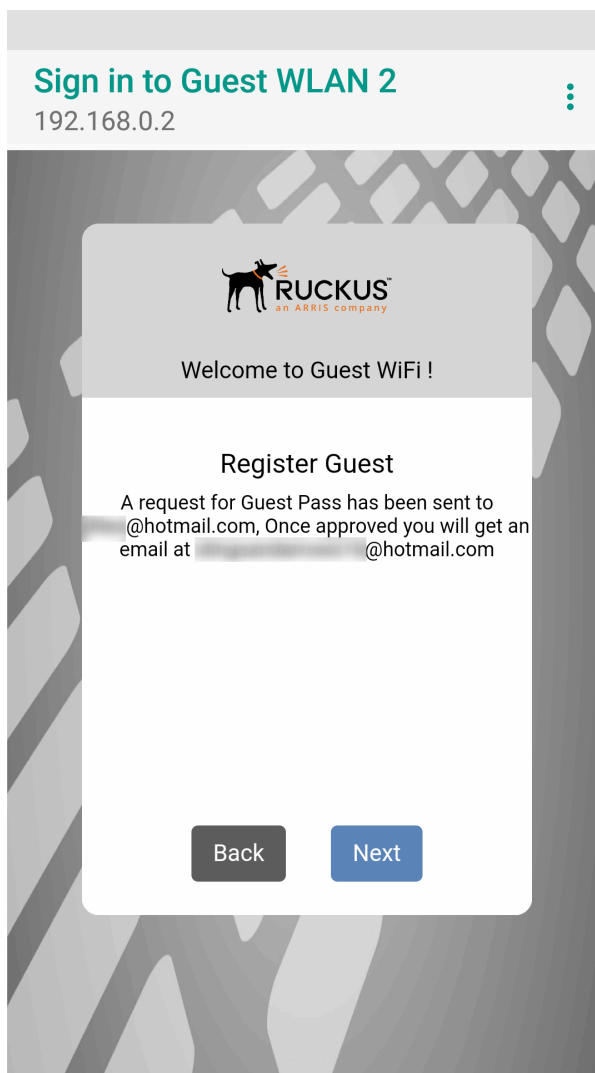 Sign in to Guest WLAN 2
192.168.0.2
RUCKUS™
an ARRIS company
Welcome to Guest WiFi !
Register Guest
A request for Guest Pass has been sent to
@hotmail.com, Once approved you will get an
email at @hotmail.com
Back
Next